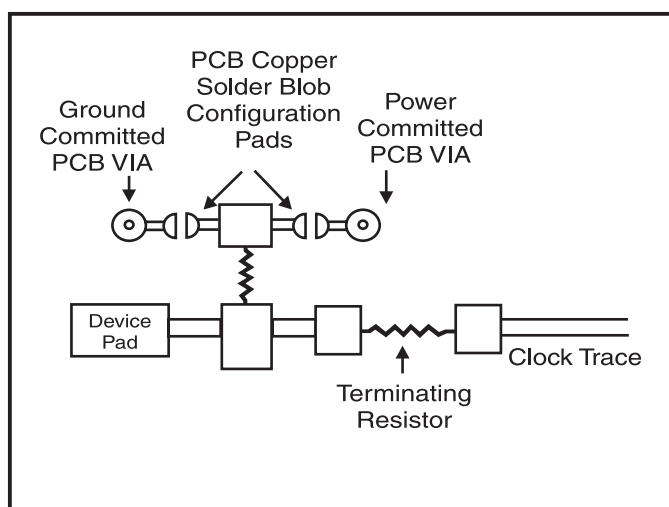 PCB Copper
Solder Blob
Configuration
Pads
Ground
Committed
PCB VIA
Power
Committed
PCB VIA
Device
Pad
Clock Trace
Terminating
Resistor